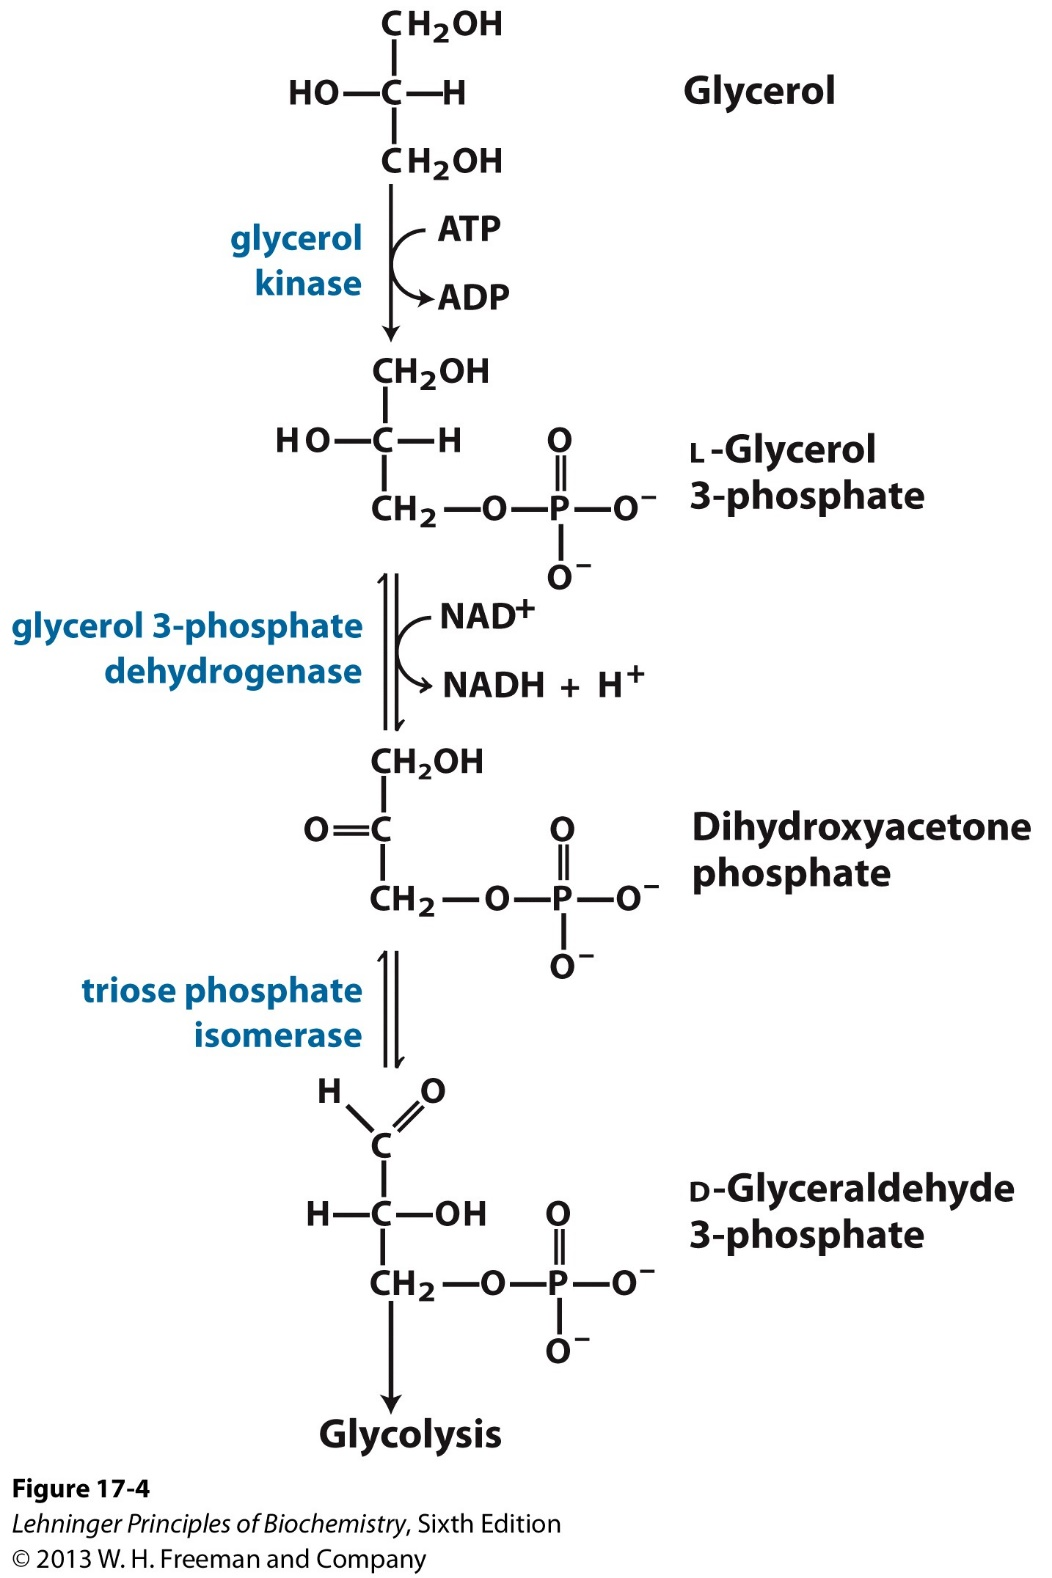 CH₂OH
HO—C—H
Glycerol
CH₂OH
glycerol
kinase
ATP
ADP
CH₂OH
HO—C—H
O
L-Glycerol
3-phosphate
CH₂—O—P—O⁻
O⁻
glycerol 3-phosphate
dehydrogenase
NAD⁺
NADH + H⁺
CH₂OH
O=C
O
Dihydroxyacetone
phosphate
CH₂—O—P—O⁻
O⁻
triose phosphate
isomerase
H O
C
H—C—OH
O
D-Glyceraldehyde
3-phosphate
CH₂—O—P—O⁻
O⁻
Glycolysis
Figure 17-4
Lehninger Principles of Biochemistry, Sixth Edition
© 2013 W. H. Freeman and Company